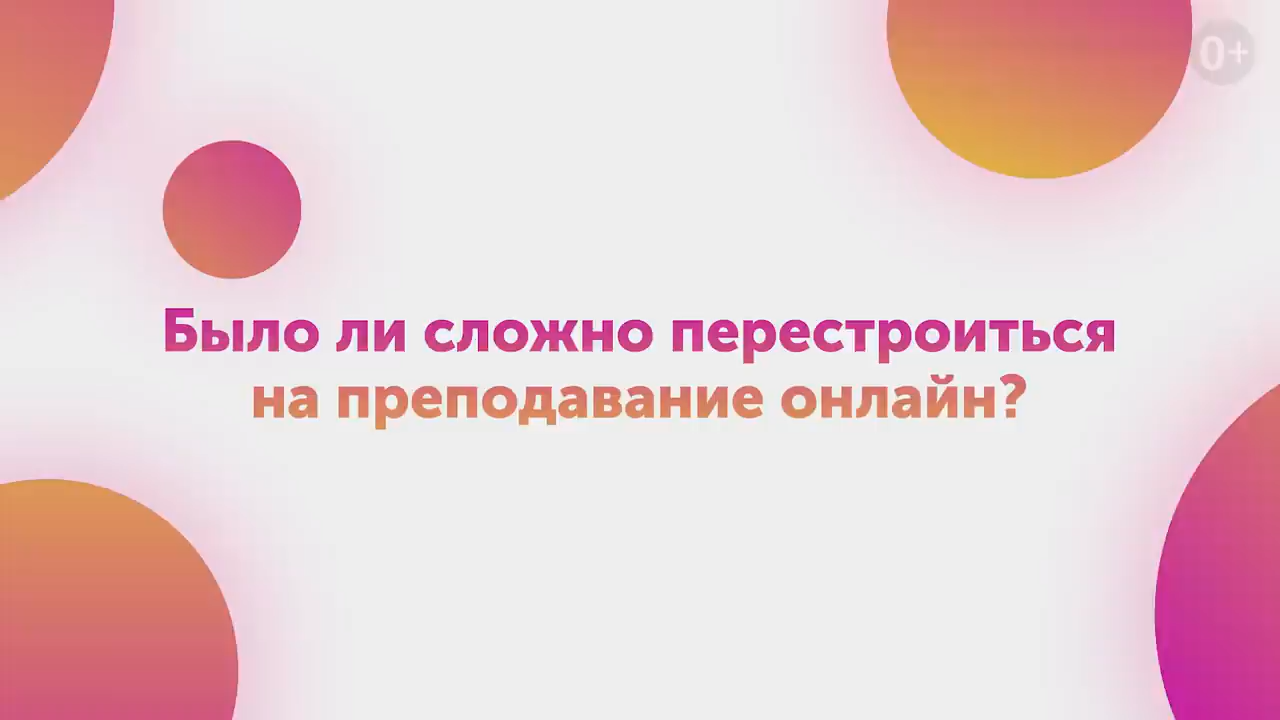 0+
Было ли сложно перестроиться
на преподавание онлайн?